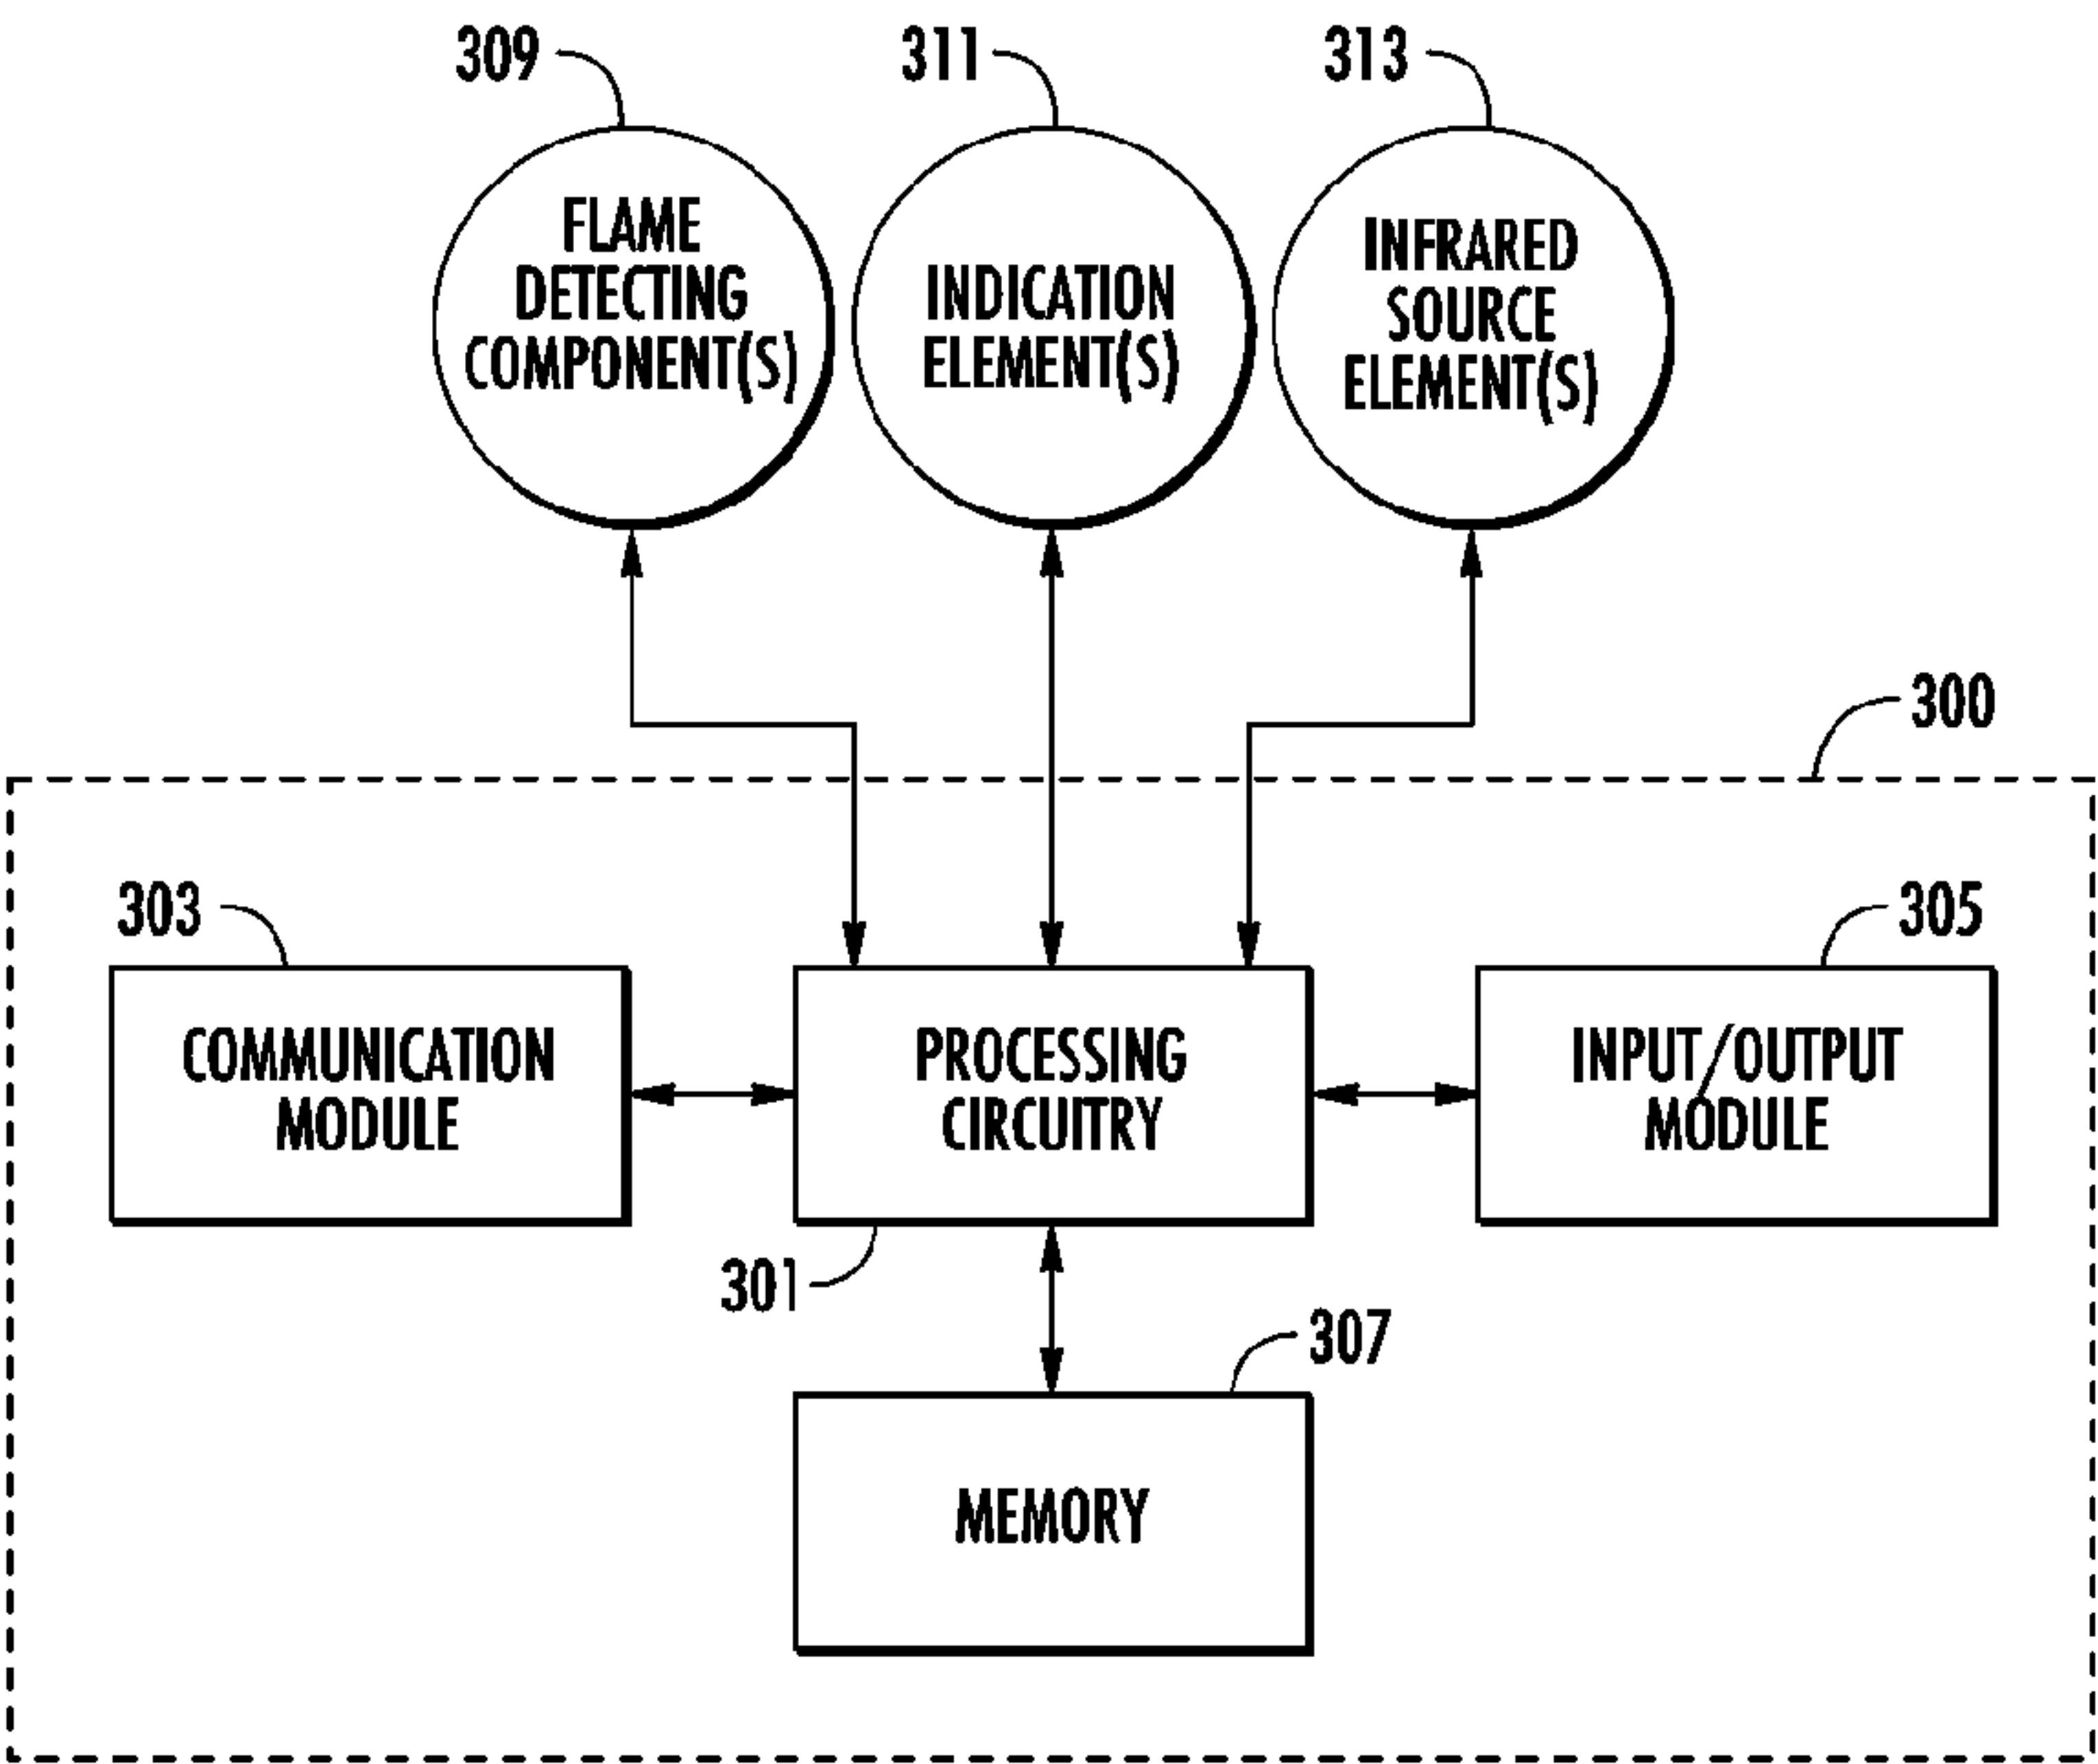 309
311
313
FLAME
DETECTING
COMPONENT(S)
INDICATION
ELEMENT(S)
INFRARED
SOURCE
ELEMENT(S)
300
303
305
COMMUNICATION
MODULE
PROCESSING
CIRCUITRY
INPUT/OUTPUT
MODULE
301
307
MEMORY